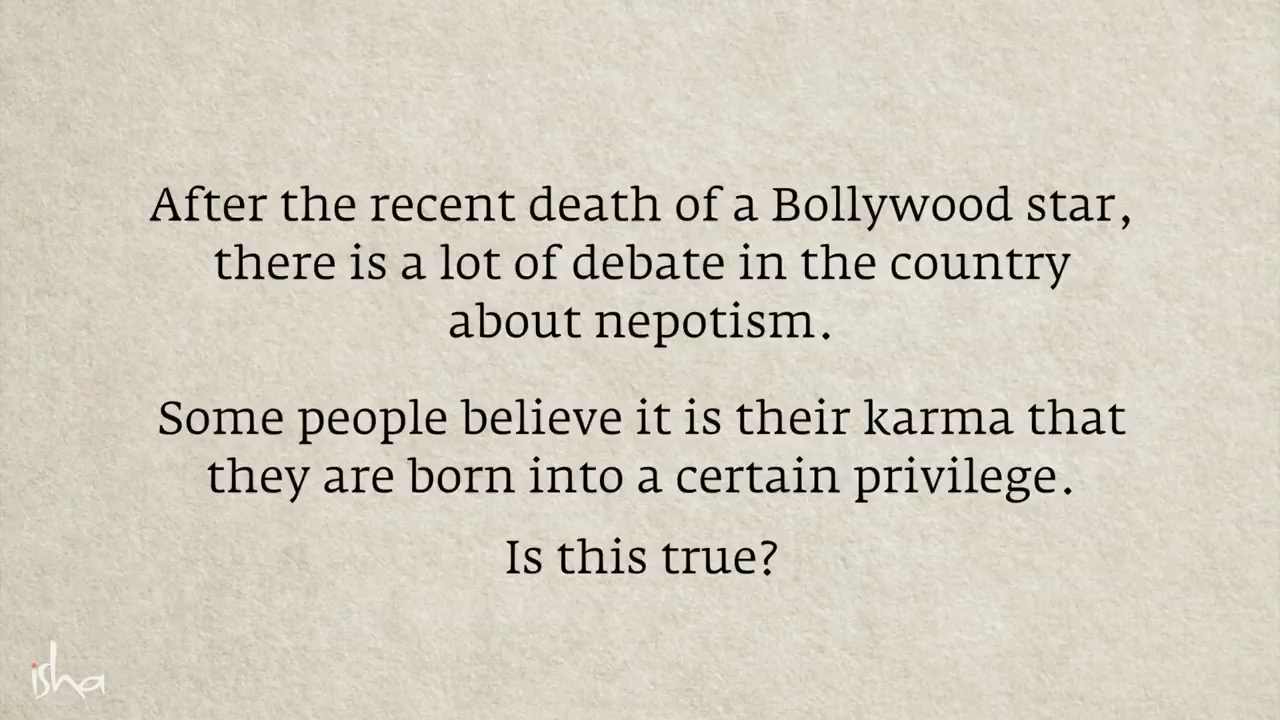 After the recent death of a Bollywood star,
there is a lot of debate in the country
about nepotism.
Some people believe it is their karma that
they are born into a certain privilege.
Is this true?
isha